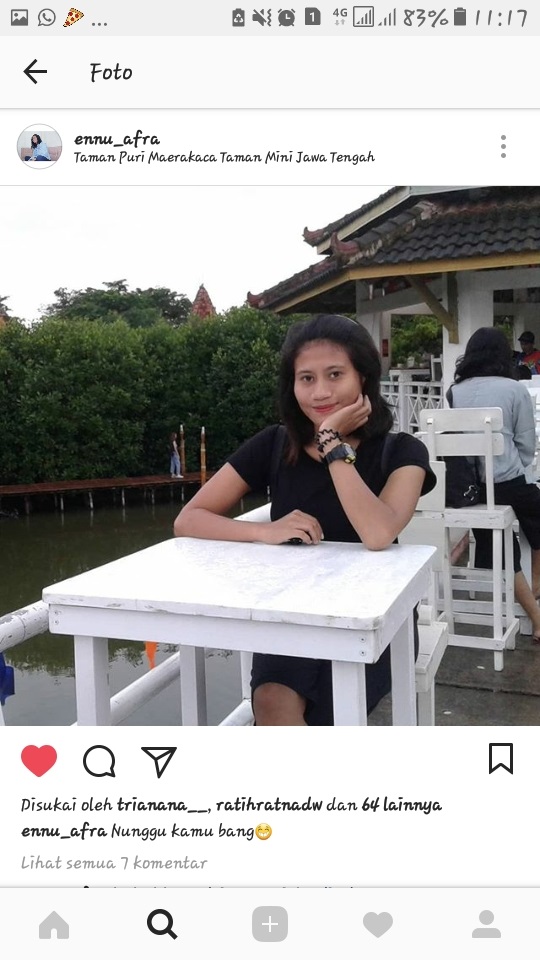 4G 83% 11:17
Foto
ennu_afra
Taman Puri Maerakaca Taman Mini Jawa Tengah
Disukai oleh trianana__, ratihratnadw dan 64 lainnya
ennu_afra Nunggu kamu bang😁
Lihat semua 7 komentar